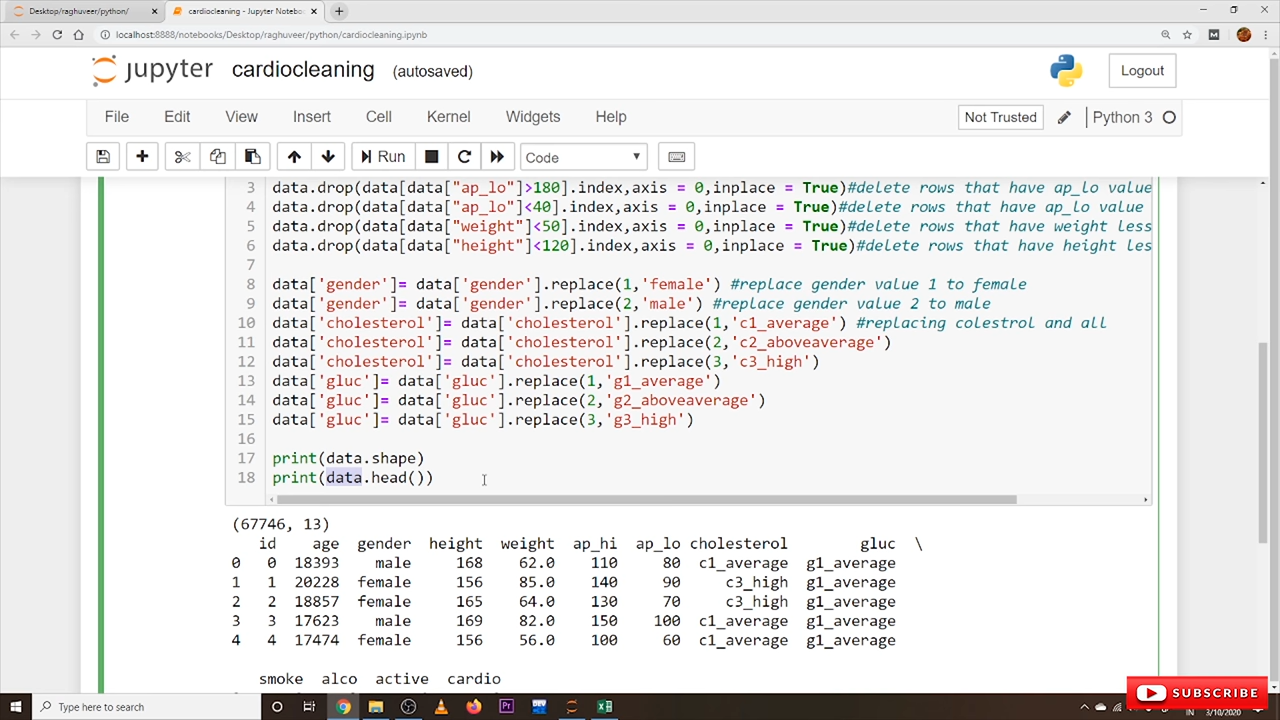 Desktop/raghuveer/python/
cardiocleaning - Jupyter Noteboo
localhost:8888/notebooks/Desktop/raghuveer/python/cardiocleaning.ipynb
M
jupyter cardiocleaning (autosaved)
Logout
File Edit View Insert Cell Kernel Widgets Help
Not Trusted
Python 3
Run
Code
3 data.drop(data[data["ap_lo"]>180].index,axis = 0,inplace = True)#delete rows that have ap_lo value
4 data.drop(data[data["ap_lo"]<40].index,axis = 0,inplace = True)#delete rows that have ap_lo value
5 data.drop(data[data["weight"]<50].index,axis = 0,inplace = True)#delete rows that have weight less
6 data.drop(data[data["height"]<120].index,axis = 0,inplace = True)#delete rows that have height les
7
8 data['gender']= data['gender'].replace(1,'female') #replace gender value 1 to female
9 data['gender']= data['gender'].replace(2,'male') #replace gender value 2 to male
10 data['cholesterol']= data['cholesterol'].replace(1,'c1_average') #replacing colestrol and all
11 data['cholesterol']= data['cholesterol'].replace(2,'c2_aboveaverage')
12 data['cholesterol']= data['cholesterol'].replace(3,'c3_high')
13 data['gluc']= data['gluc'].replace(1,'g1_average')
14 data['gluc']= data['gluc'].replace(2,'g2_aboveaverage')
15 data['gluc']= data['gluc'].replace(3,'g3_high')
16
17 print(data.shape)
18 print(data.head())
(67746, 13)
id age gender height weight ap_hi ap_lo cholesterol gluc \
0 0 18393 male 168 62.0 110 80 c1_average g1_average
1 1 20228 female 156 85.0 140 90 c3_high g1_average
2 2 18857 female 165 64.0 130 70 c3_high g1_average
3 3 17623 male 169 82.0 150 100 c1_average g1_average
4 4 17474 female 156 56.0 100 60 c1_average g1_average
smoke alco active cardio
SUBSCRIBE
Type here to search
Pr
IN 3/10/2020